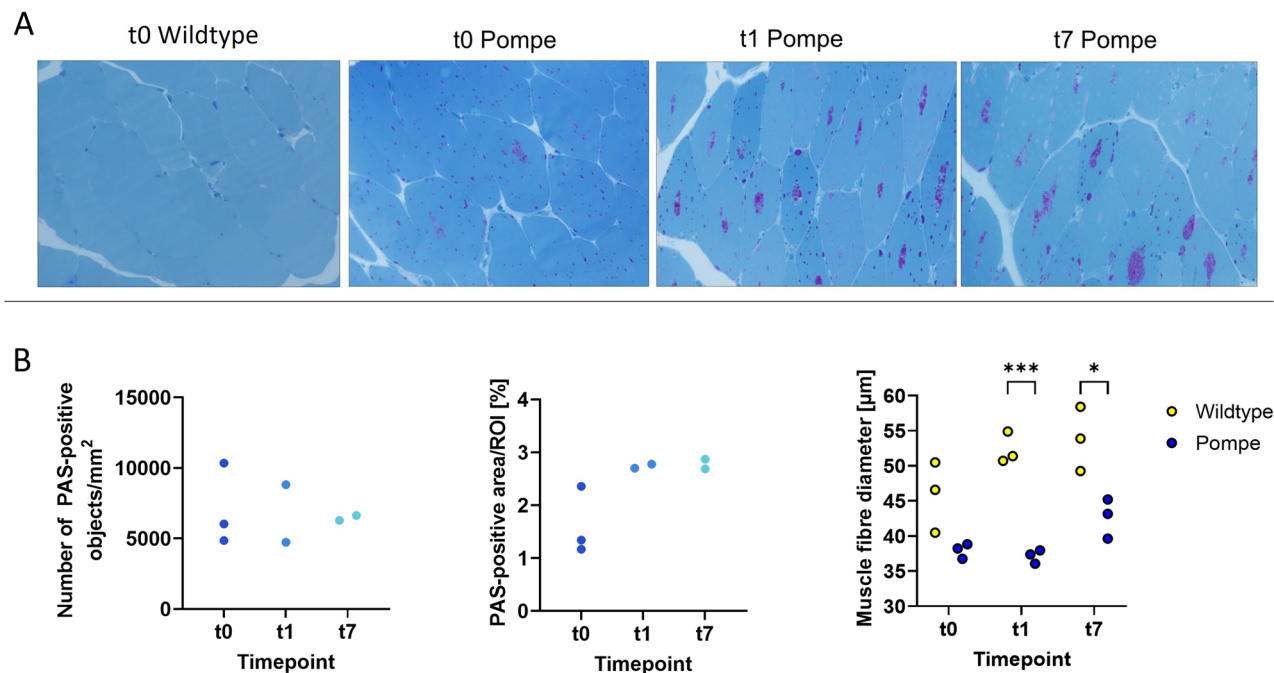 A
t0 Wildtype
t0 Pompe
t1 Pompe
t7 Pompe
B
Number of PAS-positive
objects/mm²
15000
10000
5000
0
t0 t1 t7
Timepoint
PAS-positive area/ROI [%]
4
3
2
1
0
t0 t1 t7
Timepoint
Muscle fibre diameter [µm]
*** *
60
55
50
45
40
35
30
t0 t1 t7
Timepoint
Wildtype
Pompe